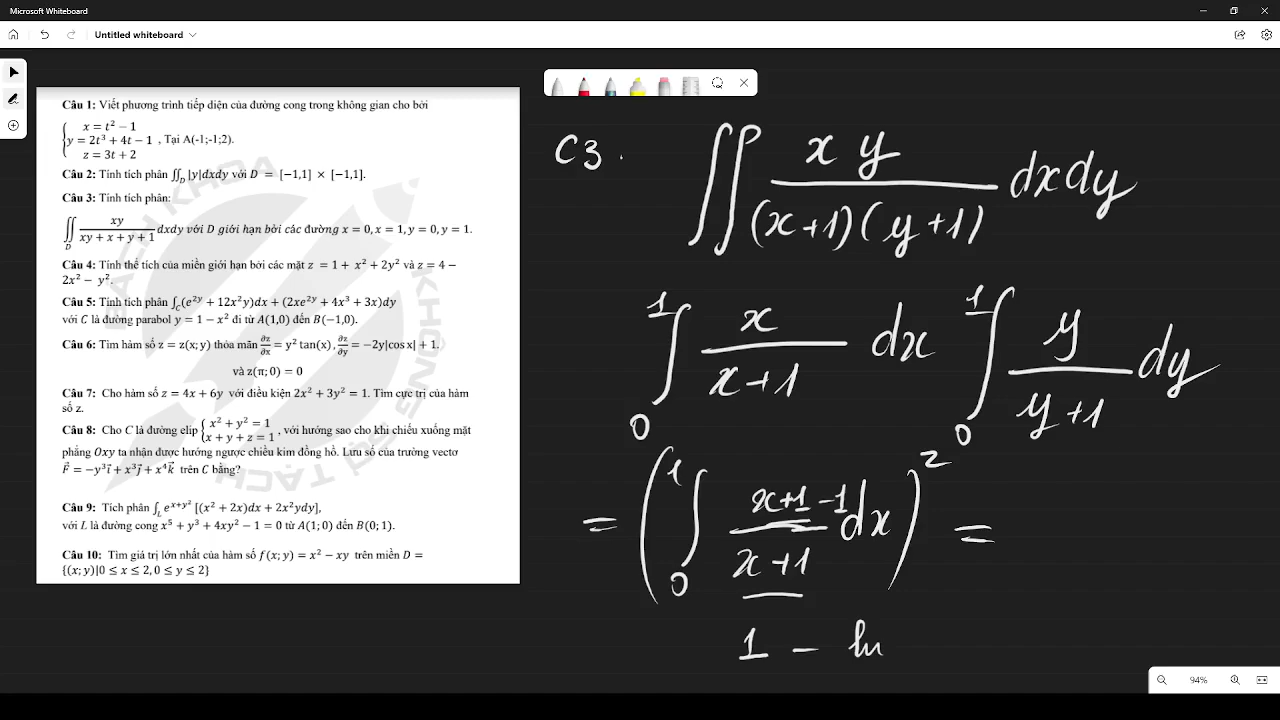 Microsoft Whiteboard
Untitled whiteboard
Câu 1: Viết phương trình tiếp diện của đường cong trong không gian cho bởi
x = t² − 1
y = 2t³ + 4t − 1 , Tại A(-1;-1;2).
z = 3t + 2
Câu 2: Tính tích phân ∬_D |y|dxdy với D = [−1,1] × [−1,1].
Câu 3: Tính tích phân:
∬_D xy/(xy + x + y + 1) dxdy với D giới hạn bởi các đường x = 0, x = 1, y = 0, y = 1.
Câu 4: Tính thể tích của miền giới hạn bởi các mặt z = 1 + x² + 2y² và z = 4 −
2x² − y².
Câu 5: Tính tích phân ∫_C (e^{2y} + 12x²y)dx + (2xe^{2y} + 4x³ + 3x)dy
với C là đường parabol y = 1 − x² đi từ A(1,0) đến B(−1,0).
Câu 6: Tìm hàm số z = z(x; y) thỏa mãn ∂z/∂x = y² tan(x), ∂z/∂y = −2y|cos x| + 1.
và z(π; 0) = 0
Câu 7: Cho hàm số z = 4x + 6y với điều kiện 2x² + 3y² = 1. Tìm cực trị của hàm
số z.
Câu 8: Cho C là đường elip { x² + y² = 1
x + y + z = 1 , với hướng sao cho khi chiếu xuống mặt
phẳng Oxy ta nhận được hướng ngược chiều kim đồng hồ. Lưu số của trường vectơ
F⃗ = −y³i⃗ + x³j⃗ + x⁴k⃗ trên C bằng?
Câu 9: Tích phân ∫_L e^{x+y²} [(x² + 2x)dx + 2x²ydy],
với L là đường cong x⁵ + y³ + 4xy² − 1 = 0 từ A(1; 0) đến B(0; 1).
Câu 10: Tìm giá trị lớn nhất của hàm số f(x; y) = x² − xy trên miền D =
{(x; y)|0 ≤ x ≤ 2, 0 ≤ y ≤ 2}
BÁCH KHOA
KHÔNG SỢ TẠCH
C3. ∬ x y/((x+1)(y+1)) dxdy
∫₀¹ x/(x+1) dx ∫₀¹ y/(y+1) dy
= (∫₀¹ (x+1−1)/(x+1) dx)² =
1 − ln
94%